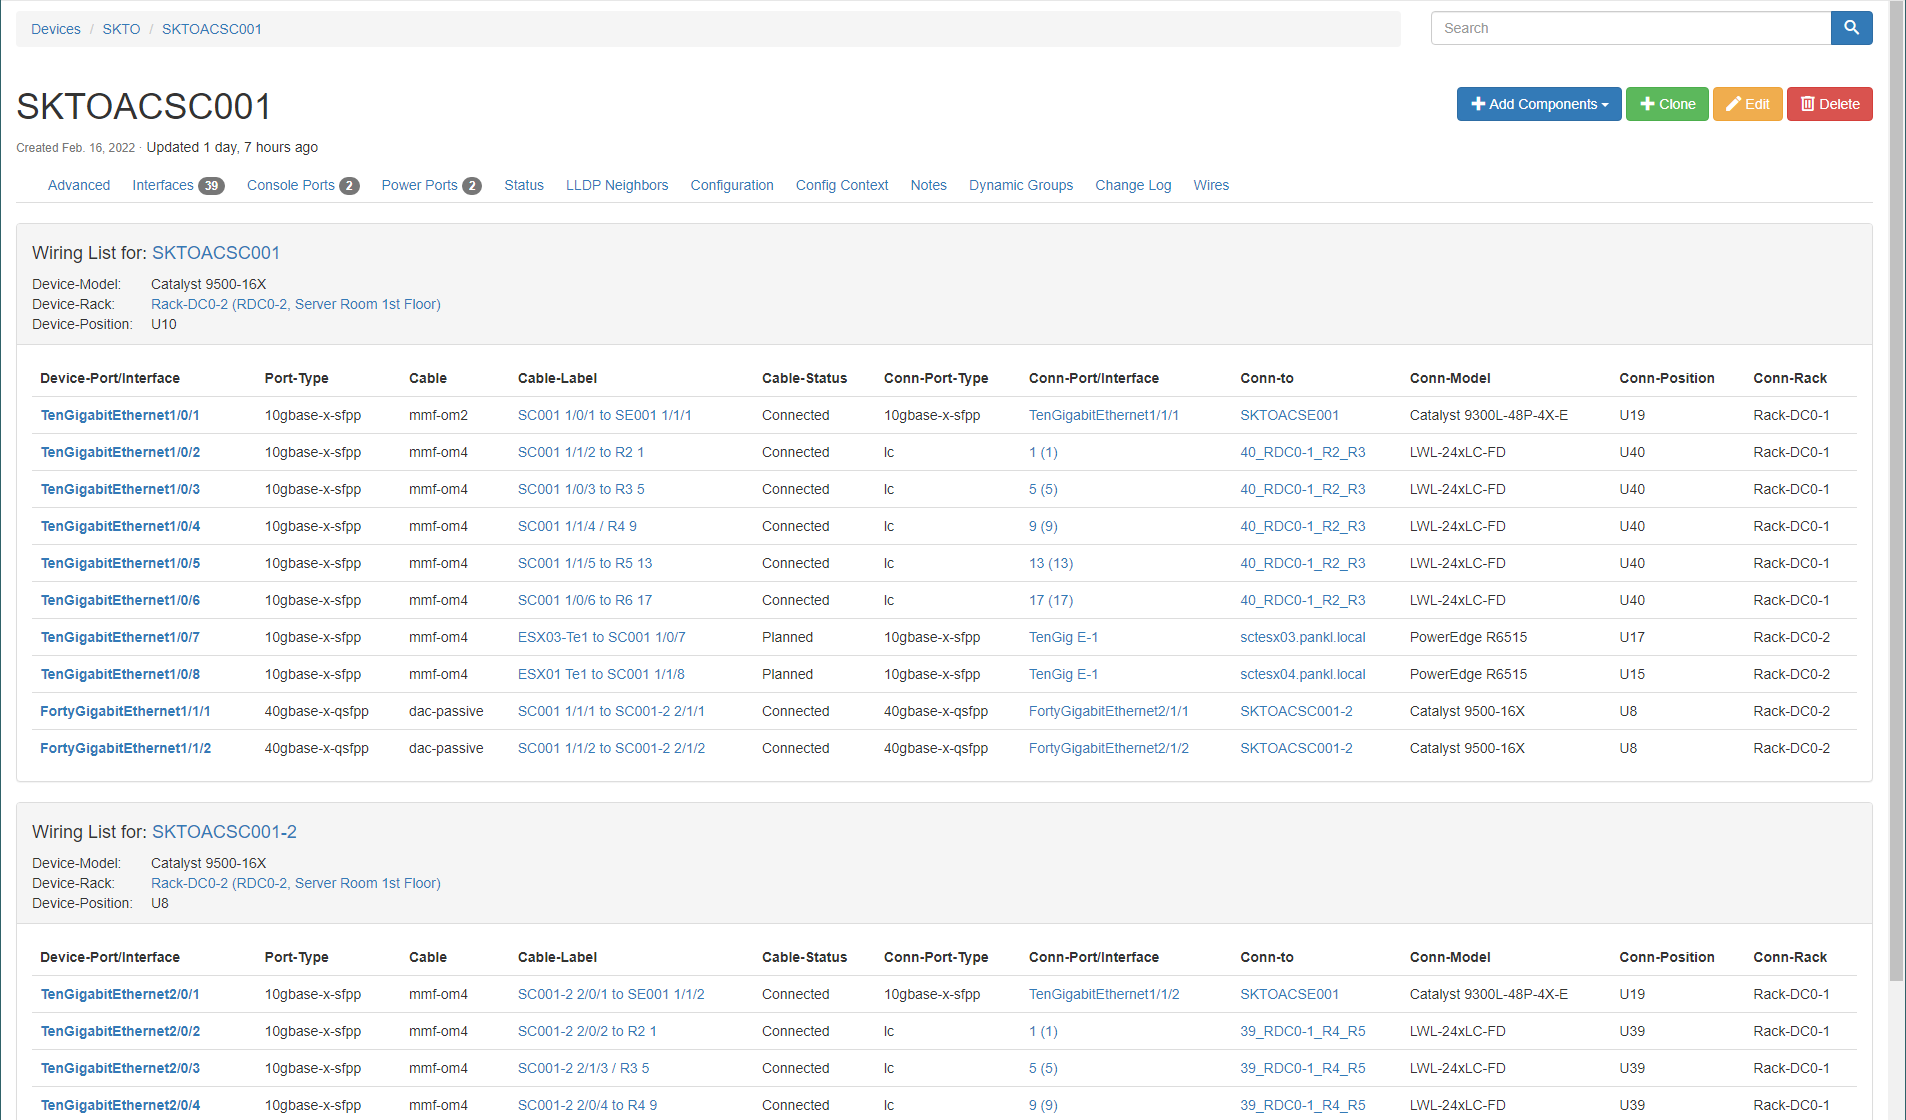 Devices / SKTO / SKTOACSC001
Search
SKTOACSC001
Add Components Clone Edit Delete
Created Feb. 16, 2022 · Updated 1 day, 7 hours ago
Advanced Interfaces 39 Console Ports 2 Power Ports 2 Status LLDP Neighbors Configuration Config Context Notes Dynamic Groups Change Log Wires
Wiring List for: SKTOACSC001
Device-Model: Catalyst 9500-16X
Device-Rack: Rack-DC0-2 (RDC0-2, Server Room 1st Floor)
Device-Position: U10
Device-Port/Interface Port-Type Cable Cable-Label Cable-Status Conn-Port-Type Conn-Port/Interface Conn-to Conn-Model Conn-Position Conn-Rack
TenGigabitEthernet1/0/1 10gbase-x-sfpp mmf-om2 SC001 1/0/1 to SE001 1/1/1 Connected 10gbase-x-sfpp TenGigabitEthernet1/1/1 SKTOACSE001 Catalyst 9300L-48P-4X-E U19 Rack-DC0-1
TenGigabitEthernet1/0/2 10gbase-x-sfpp mmf-om4 SC001 1/1/2 to R2 1 Connected lc 1 (1) 40_RDC0-1_R2_R3 LWL-24xLC-FD U40 Rack-DC0-1
TenGigabitEthernet1/0/3 10gbase-x-sfpp mmf-om4 SC001 1/0/3 to R3 5 Connected lc 5 (5) 40_RDC0-1_R2_R3 LWL-24xLC-FD U40 Rack-DC0-1
TenGigabitEthernet1/0/4 10gbase-x-sfpp mmf-om4 SC001 1/1/4 / R4 9 Connected lc 9 (9) 40_RDC0-1_R2_R3 LWL-24xLC-FD U40 Rack-DC0-1
TenGigabitEthernet1/0/5 10gbase-x-sfpp mmf-om4 SC001 1/1/5 to R5 13 Connected lc 13 (13) 40_RDC0-1_R2_R3 LWL-24xLC-FD U40 Rack-DC0-1
TenGigabitEthernet1/0/6 10gbase-x-sfpp mmf-om4 SC001 1/0/6 to R6 17 Connected lc 17 (17) 40_RDC0-1_R2_R3 LWL-24xLC-FD U40 Rack-DC0-1
TenGigabitEthernet1/0/7 10gbase-x-sfpp mmf-om4 ESX03-Te1 to SC001 1/0/7 Planned 10gbase-x-sfpp TenGig E-1 sctesx03.pankl.local PowerEdge R6515 U17 Rack-DC0-2
TenGigabitEthernet1/0/8 10gbase-x-sfpp mmf-om4 ESX01 Te1 to SC001 1/1/8 Planned 10gbase-x-sfpp TenGig E-1 sctesx04.pankl.local PowerEdge R6515 U15 Rack-DC0-2
FortyGigabitEthernet1/1/1 40gbase-x-qsfpp dac-passive SC001 1/1/1 to SC001-2 2/1/1 Connected 40gbase-x-qsfpp FortyGigabitEthernet2/1/1 SKTOACSC001-2 Catalyst 9500-16X U8 Rack-DC0-2
FortyGigabitEthernet1/1/2 40gbase-x-qsfpp dac-passive SC001 1/1/2 to SC001-2 2/1/2 Connected 40gbase-x-qsfpp FortyGigabitEthernet2/1/2 SKTOACSC001-2 Catalyst 9500-16X U8 Rack-DC0-2
Wiring List for: SKTOACSC001-2
Device-Model: Catalyst 9500-16X
Device-Rack: Rack-DC0-2 (RDC0-2, Server Room 1st Floor)
Device-Position: U8
Device-Port/Interface Port-Type Cable Cable-Label Cable-Status Conn-Port-Type Conn-Port/Interface Conn-to Conn-Model Conn-Position Conn-Rack
TenGigabitEthernet2/0/1 10gbase-x-sfpp mmf-om4 SC001-2 2/0/1 to SE001 1/1/2 Connected 10gbase-x-sfpp TenGigabitEthernet1/1/2 SKTOACSE001 Catalyst 9300L-48P-4X-E U19 Rack-DC0-1
TenGigabitEthernet2/0/2 10gbase-x-sfpp mmf-om4 SC001-2 2/0/2 to R2 1 Connected lc 1 (1) 39_RDC0-1_R4_R5 LWL-24xLC-FD U39 Rack-DC0-1
TenGigabitEthernet2/0/3 10gbase-x-sfpp mmf-om4 SC001-2 2/1/3 / R3 5 Connected lc 5 (5) 39_RDC0-1_R4_R5 LWL-24xLC-FD U39 Rack-DC0-1
TenGigabitEthernet2/0/4 10gbase-x-sfpp mmf-om4 SC001-2 2/0/4 to R4 9 Connected lc 9 (9) 39_RDC0-1_R4_R5 LWL-24xLC-FD U39 Rack-DC0-1